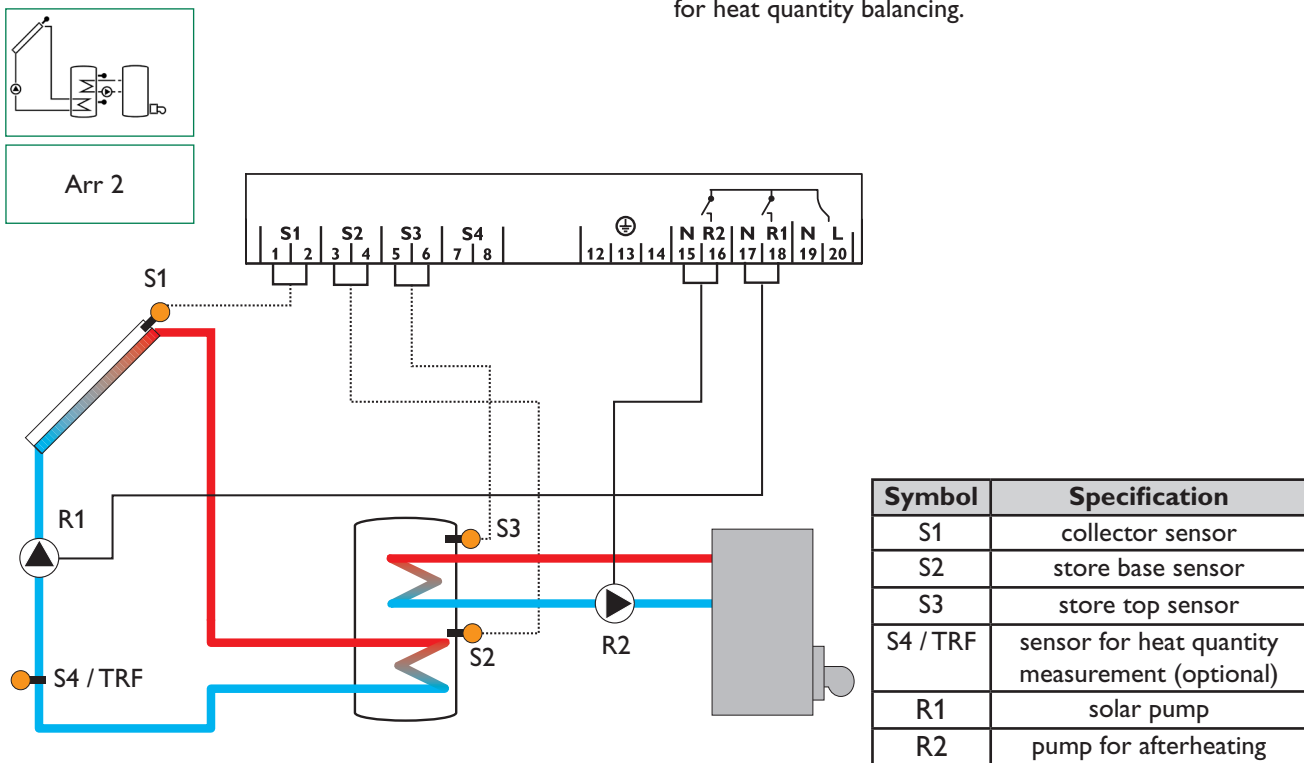 for heat quantity balancing.
Arr 2
S1 S2 S3 S4 N R2 N R1 N L
1 2 3 4 5 6 7 8 12 13 14 15 16 17 18 19 20
S1
R1
S3
S2
R2
S4 / TRF
Symbol Specification
S1 collector sensor
S2 store base sensor
S3 store top sensor
S4 / TRF sensor for heat quantity
measurement (optional)
R1 solar pump
R2 pump for afterheating